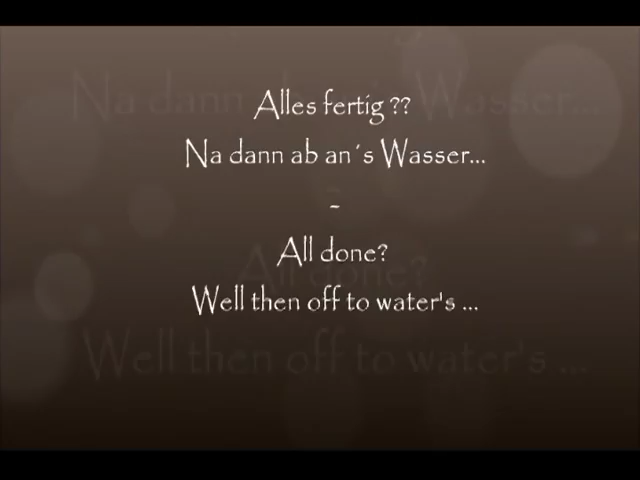 Alles fertig ??
Na dann ab an´s Wasser...
-
All done?
Well then off to water's ...